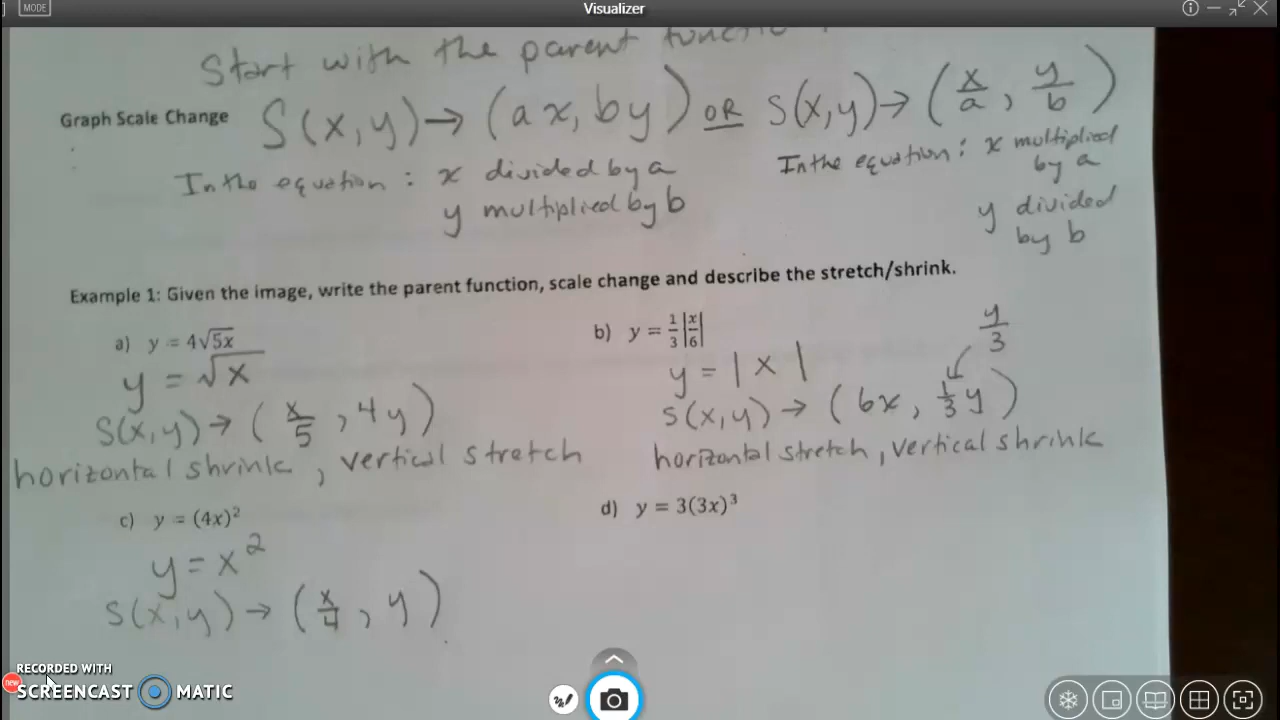 MODE
Visualizer
Start with the parent function
Graph Scale Change S(x,y)→(ax, by) OR S(x,y)→(x/a, y/b)
In the equation: x divided by a
y multiplied by b
In the equation: x multiplied
by a
y divided
by b
Example 1: Given the image, write the parent function, scale change and describe the stretch/shrink.
a) y = 4√5x
y = √x
S(x,y)→(x/5, 4y)
horizontal shrink, vertical stretch
b) y = 1/3|x/6|
y/3
y = |x|
S(x,y)→(6x, 1/3y)
horizontal stretch, vertical shrink
c) y = (4x)²
y = x²
S(x,y)→(x/4, y)
d) y = 3(3x)³
RECORDED WITH
new
SCREENCAST MATIC